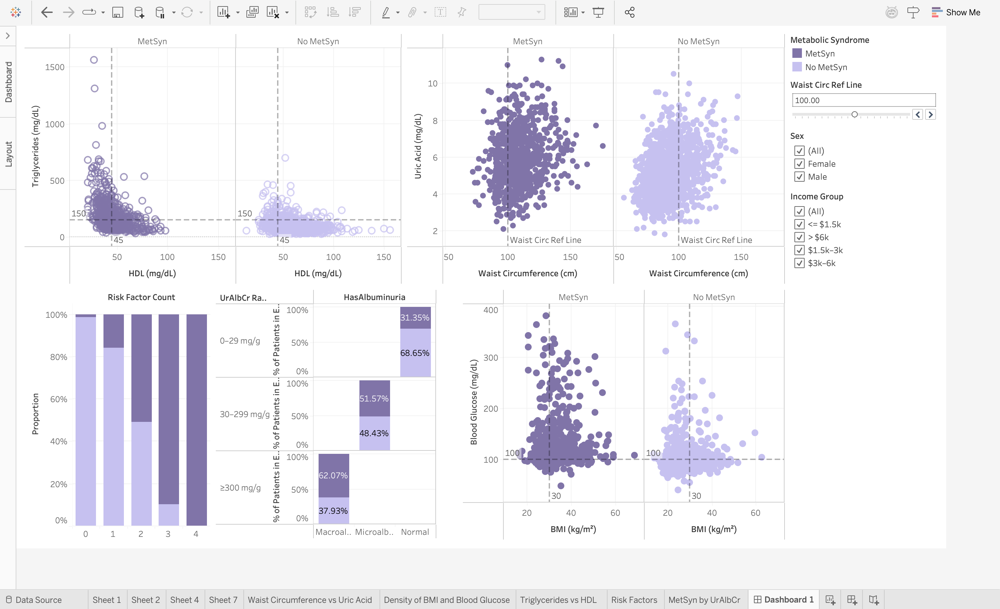 Show Me
Dashboard
Layout
MetSyn
No MetSyn
Triglycerides (mg/dL)
1500
1000
500
0
150
150
45
45
50
100
150
50
100
150
HDL (mg/dL)
HDL (mg/dL)
MetSyn
No MetSyn
Uric Acid (mg/dL)
10
8
6
4
2
Waist Circ Ref Line
Waist Circ Ref Line
50
100
150
50
100
150
Waist Circumference (cm)
Waist Circumference (cm)
Metabolic Syndrome
MetSyn
No MetSyn
Waist Circ Ref Line
100.00
Sex
(All)
Female
Male
Income Group
(All)
<= $1.5k
> $6k
$1.5k–3k
$3k–6k
Risk Factor Count
Proportion
100%
80%
60%
40%
20%
0%
0
1
2
3
4
UrAlbCr Ra..
HasAlbuminuria
0–29 mg/g
% of Patients in E..
100%
50%
0%
31.35%
68.65%
30–299 mg/g
% of Patients in E..
100%
50%
0%
51.57%
48.43%
≥300 mg/g
% of Patients in E..
100%
50%
0%
62.07%
37.93%
Macroal..
Microalb..
Normal
MetSyn
No MetSyn
Blood Glucose (mg/dL)
400
300
200
100
100
100
30
30
20
40
60
20
40
60
BMI (kg/m²)
BMI (kg/m²)
Data Source
Sheet 1
Sheet 2
Sheet 4
Sheet 7
Waist Circumference vs Uric Acid
Density of BMI and Blood Glucose
Triglycerides vs HDL
Risk Factors
MetSyn by UrAlbCr
Dashboard 1